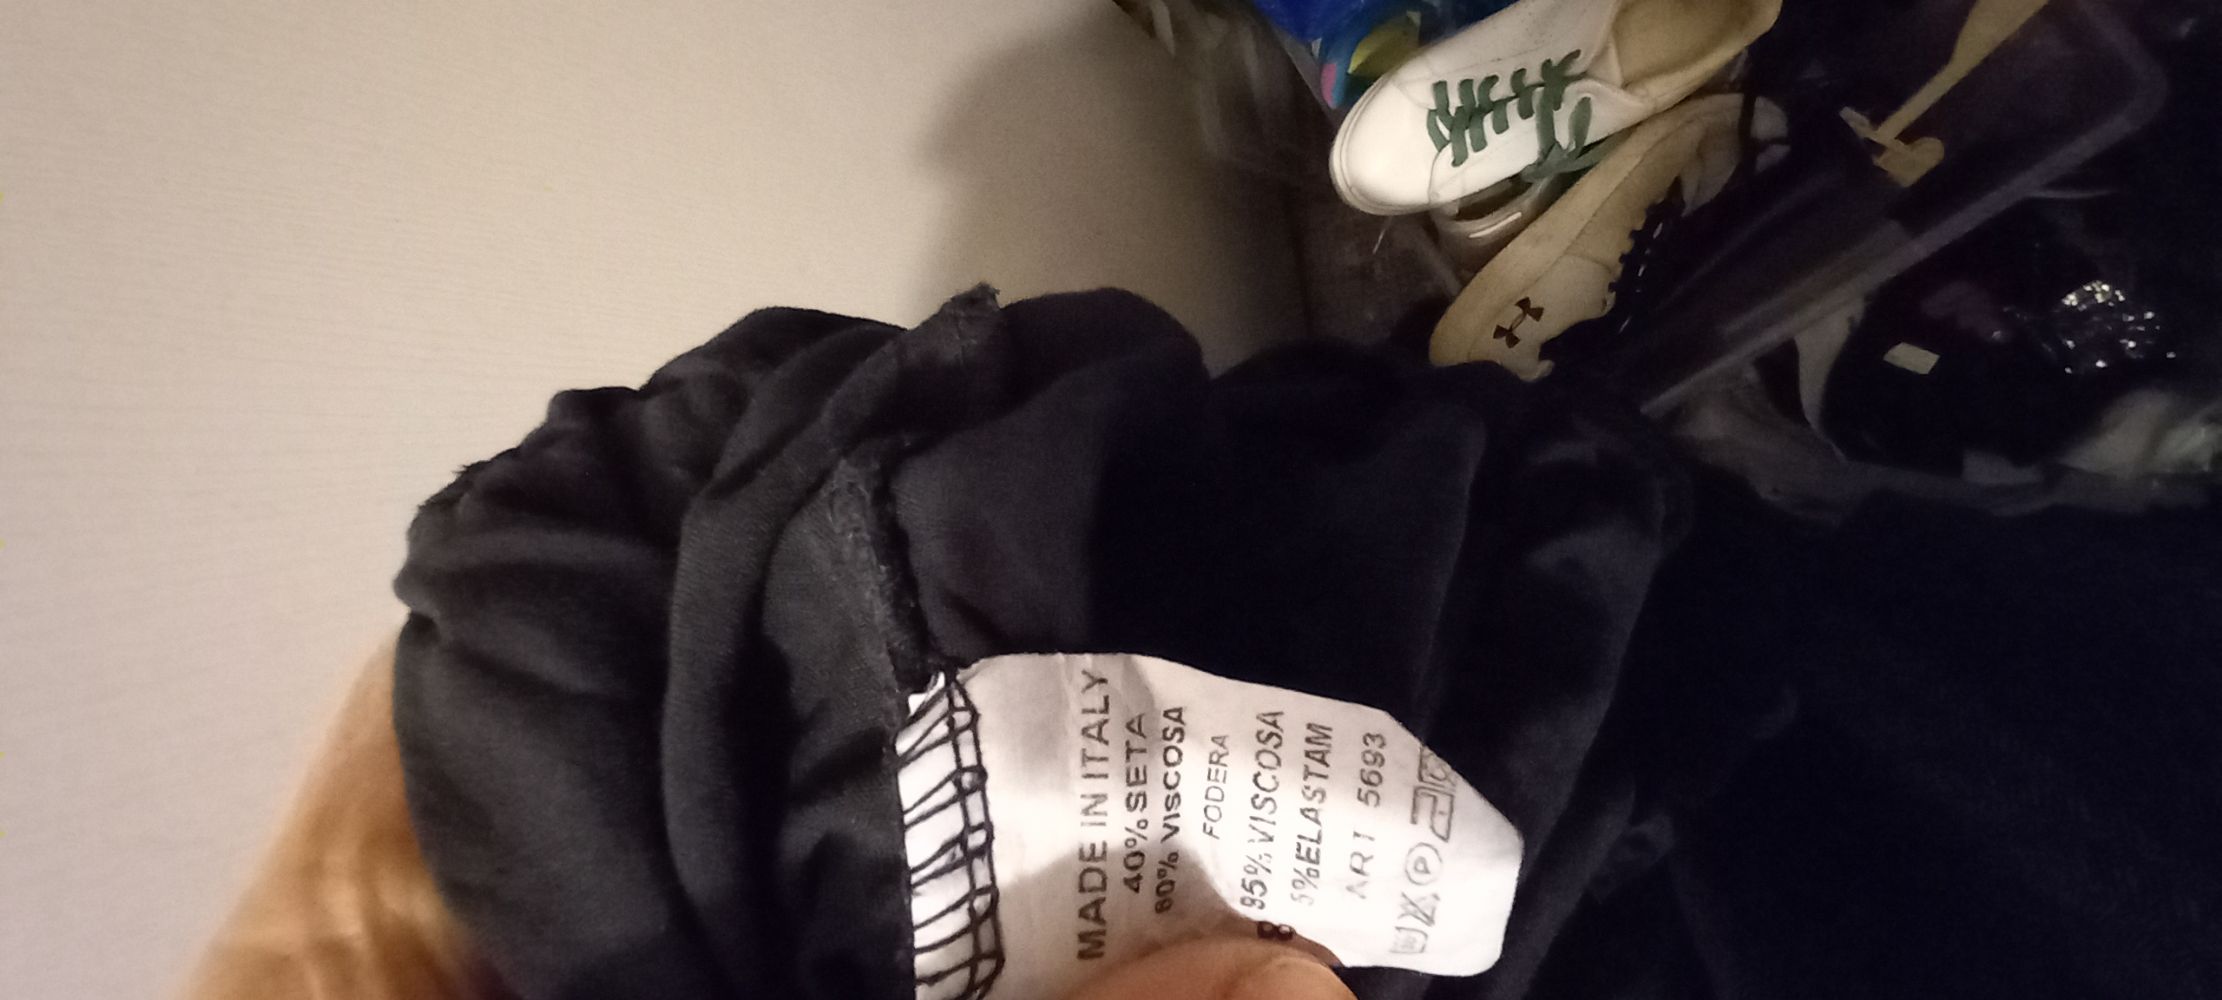 MADE IN ITALY
40% SETA
60% VISCOSA
FODERA
95% VISCOSA
5% ELASTAM
ART 5693
P